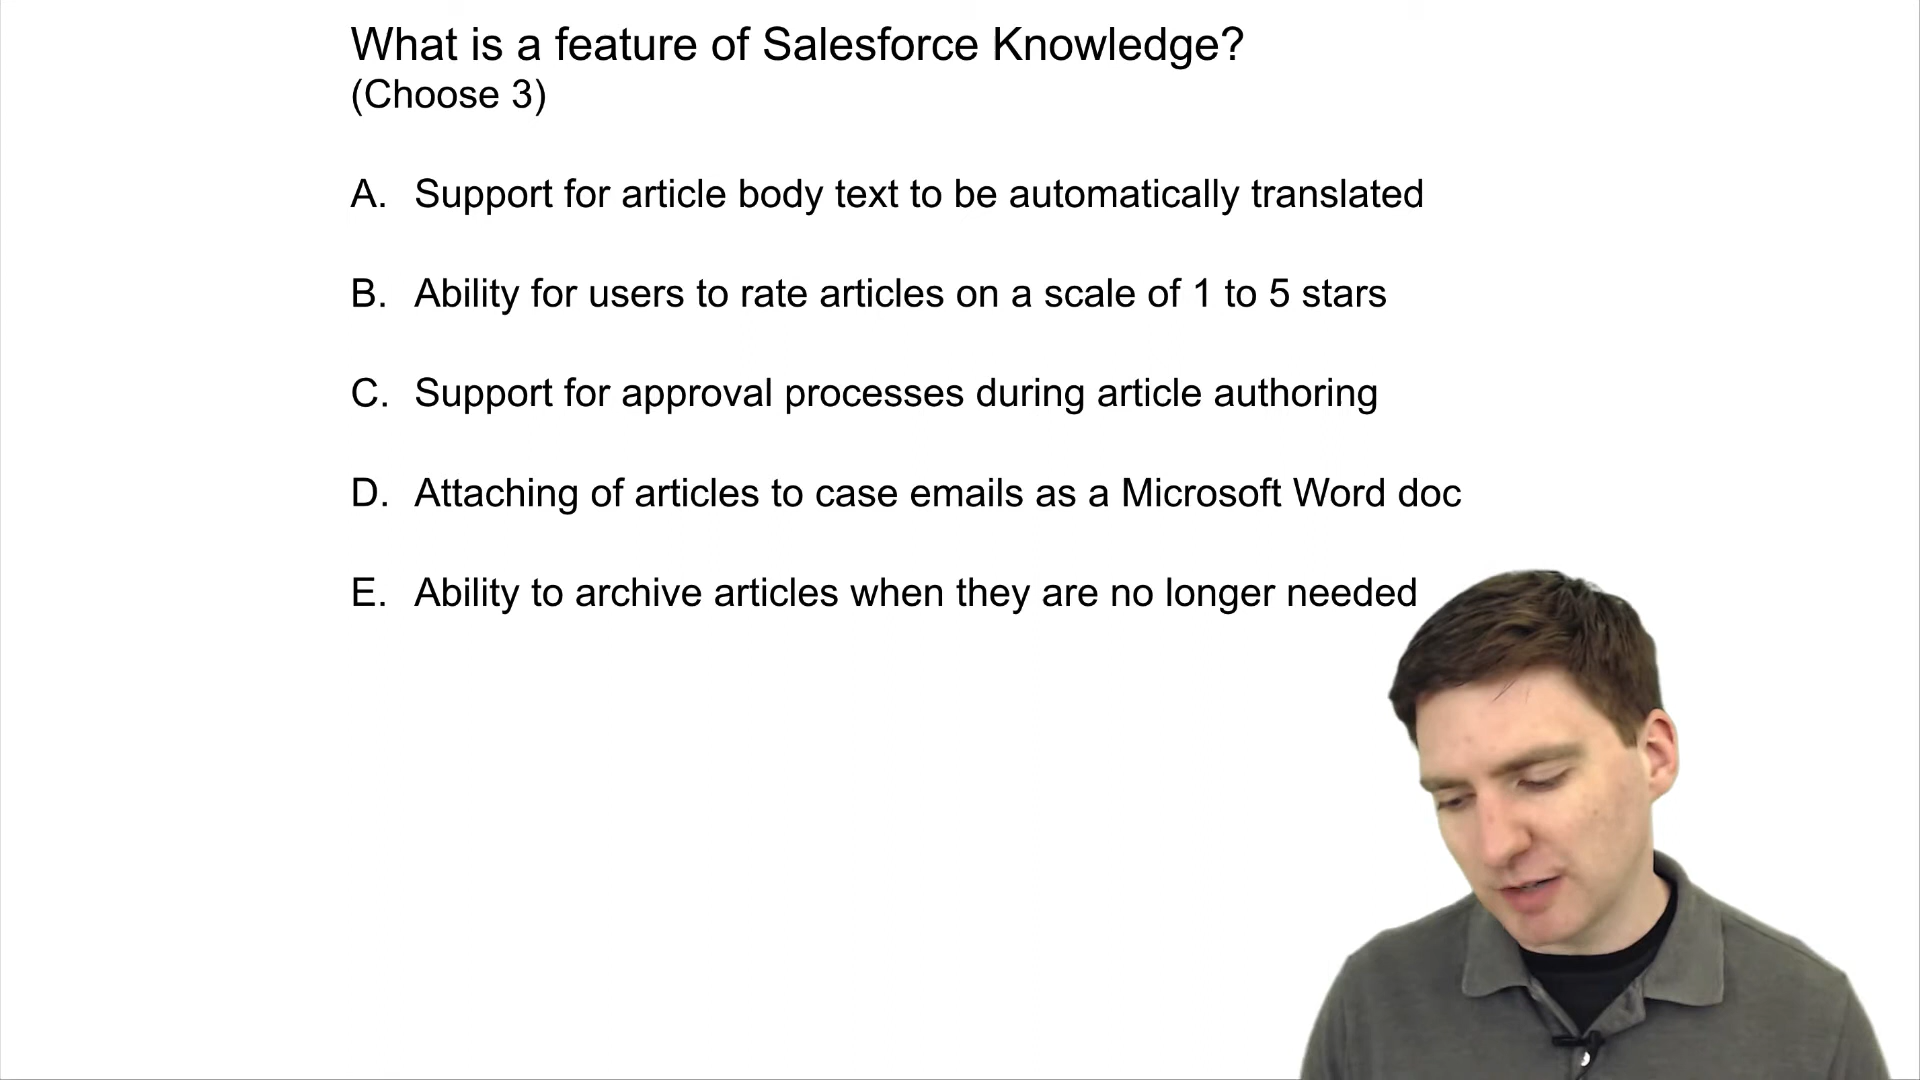 What is a feature of Salesforce Knowledge?
(Choose 3)
A. Support for article body text to be automatically translated
B. Ability for users to rate articles on a scale of 1 to 5 stars
C. Support for approval processes during article authoring
D. Attaching of articles to case emails as a Microsoft Word doc
E. Ability to archive articles when they are no longer needed